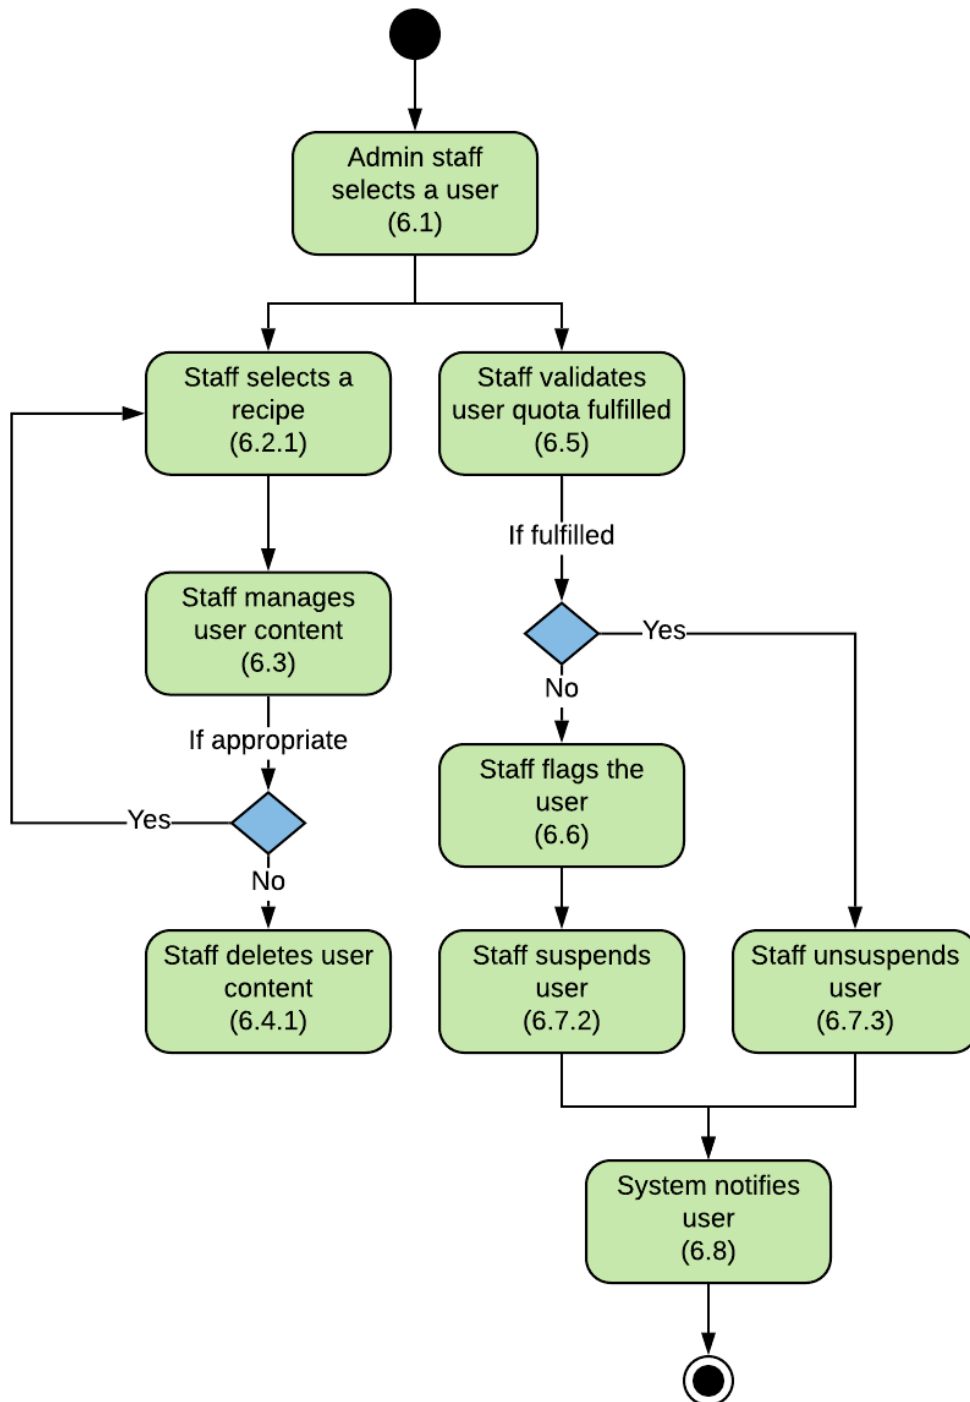 Admin staff
selects a user
(6.1)
Staff selects a
recipe
(6.2.1)
Staff validates
user quota fulfilled
(6.5)
If fulfilled
Staff manages
user content
(6.3)
Yes
No
If appropriate
Staff flags the
user
(6.6)
Yes
No
Staff deletes user
content
(6.4.1)
Staff suspends
user
(6.7.2)
Staff unsuspends
user
(6.7.3)
System notifies
user
(6.8)